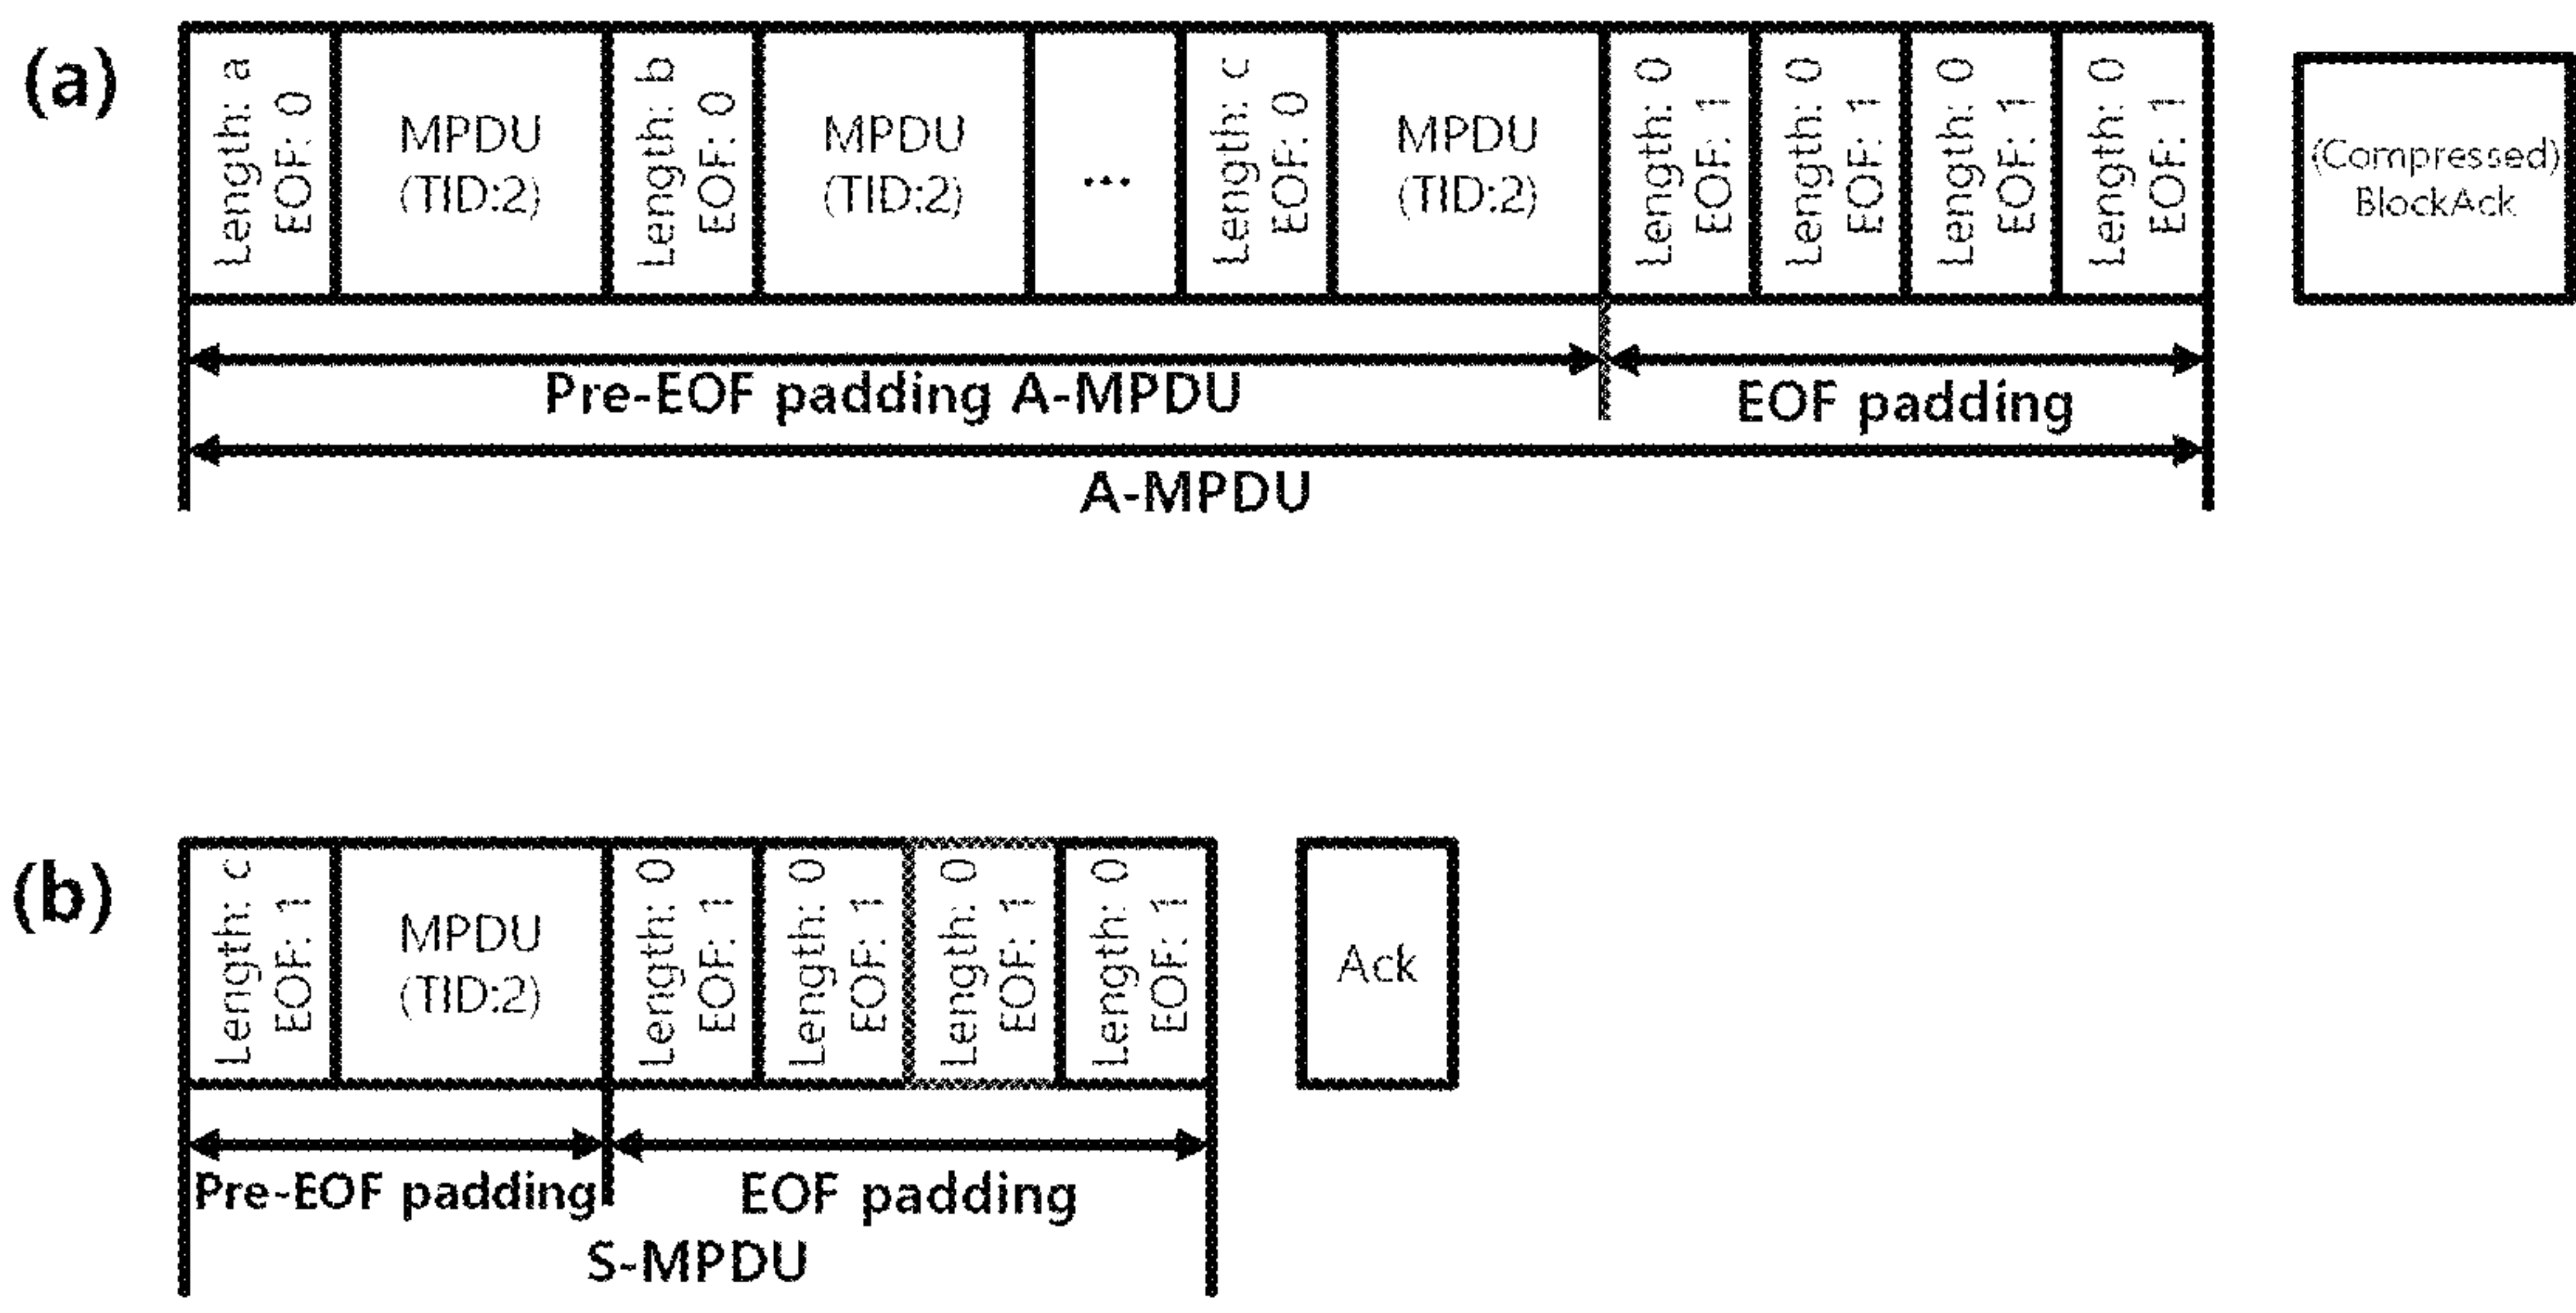 (a)
Length: a
EOF: 0
MPDU
(TID:2)
Length: b
EOF: 0
MPDU
(TID:2)
...
Length: c
EOF: 0
MPDU
(TID:2)
Length: 0
EOF: 1
Length: 0
EOF: 1
Length: 0
EOF: 1
Length: 0
EOF: 1
(Compressed)
BlockAck
Pre-EOF padding A-MPDU
EOF padding
A-MPDU
(b)
Length: c
EOF: 1
MPDU
(TID:2)
Length: 0
EOF: 1
Length: 0
EOF: 1
Length: 0
EOF: 1
Length: 0
EOF: 1
Ack
Pre-EOF padding
EOF padding
S-MPDU